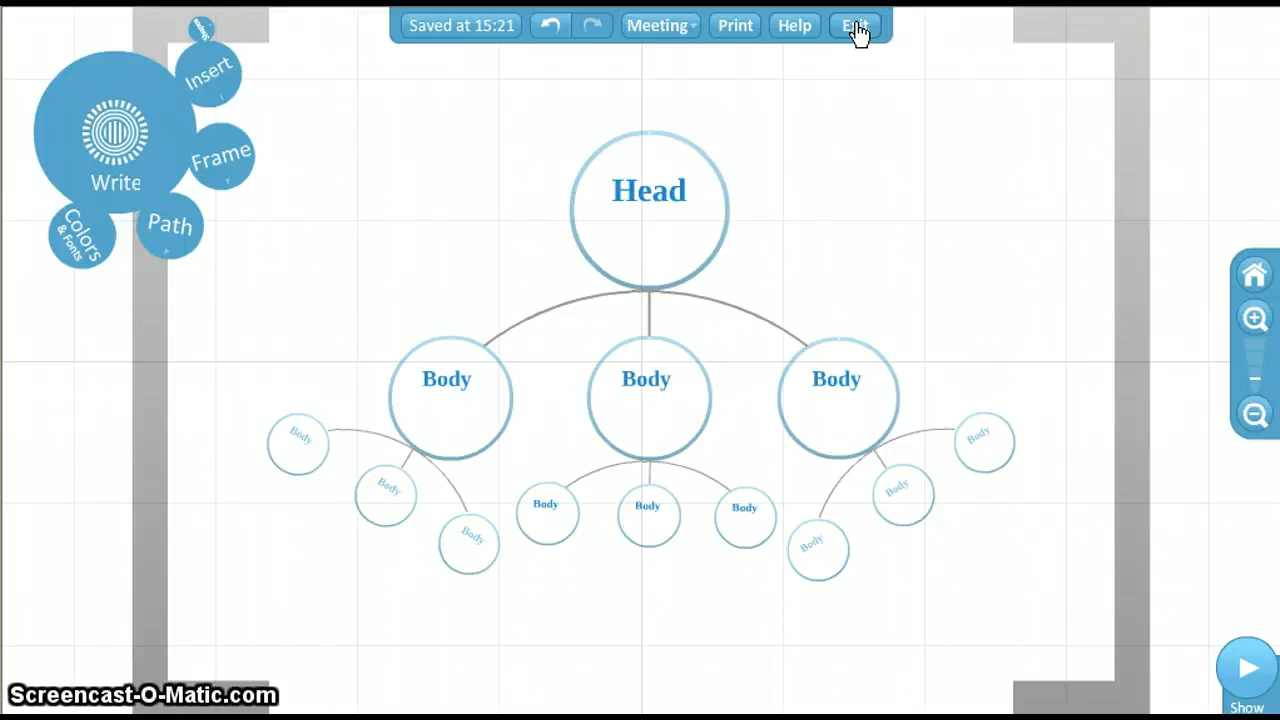 Saved at 15:21
Meeting
Print
Help
Exit
Insert
Frame
Write
Path
Colors
& Fonts
Head
Body
Body
Body
Body
Body
Body
Body
Body
Body
Body
Body
Body
Show
Screencast-O-Matic.com